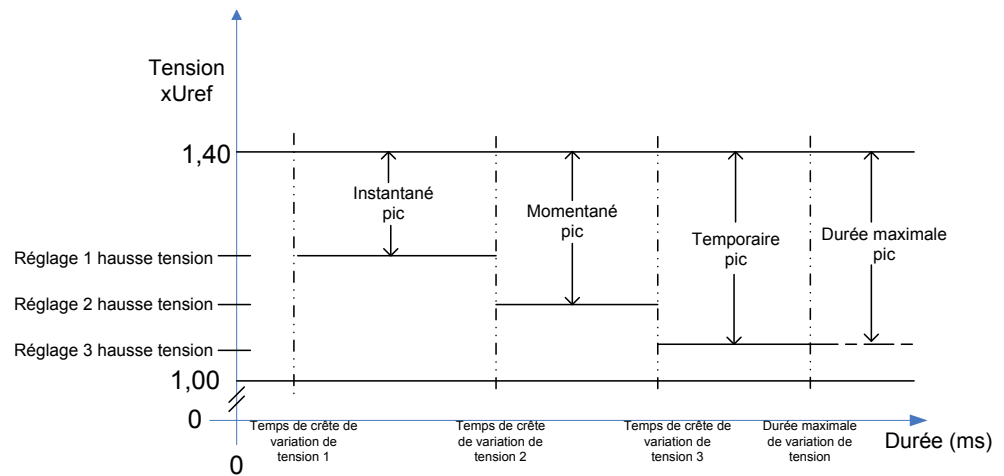 Tension
xUref
1,40
Instantané
pic
Momentané
pic
Temporaire
pic
Durée maximale
pic
Réglage 1 hausse tension
Réglage 2 hausse tension
Réglage 3 hausse tension
1,00
0
Temps de crête de
variation de
tension 1
Temps de crête
de variation de
tension 2
Temps de crête de
variation de
tension 3
Durée maximale
de variation de
tension
Durée (ms)
0